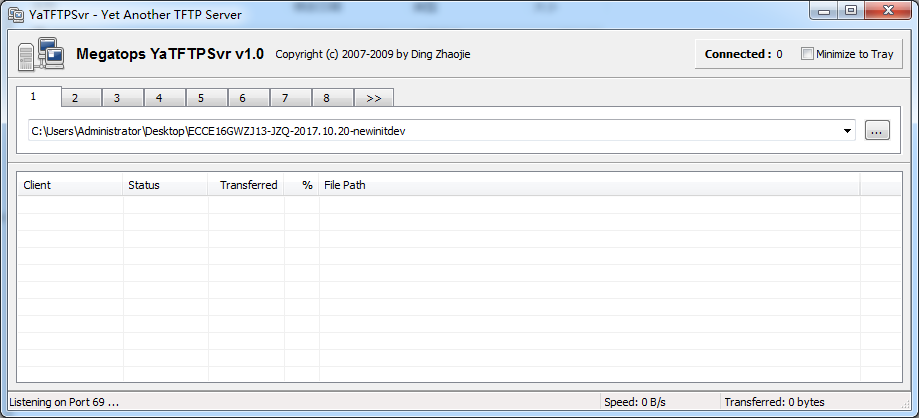 YaTFTPSvr - Yet Another TFTP Server
Megatops YaTFTPSvr v1.0 Copyright (c) 2007-2009 by Ding Zhaojie Connected : 0 Minimize to Tray
1 2 3 4 5 6 7 8 >>
C:\Users\Administrator\Desktop\ECCE16GWZJ13-JZQ-2017.10.20-newinitdev ...
Client Status Transferred % File Path
Listening on Port 69 ... Speed: 0 B/s Transferred: 0 bytes